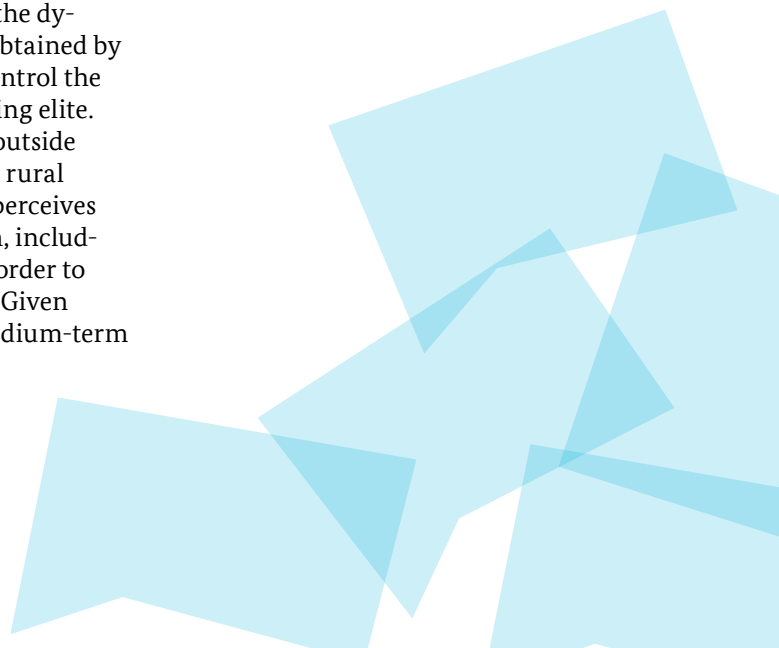 the dy-
btained by
ntrol the
ing elite.
outside
rural
perceives
, includ-
order to
Given
dium-term